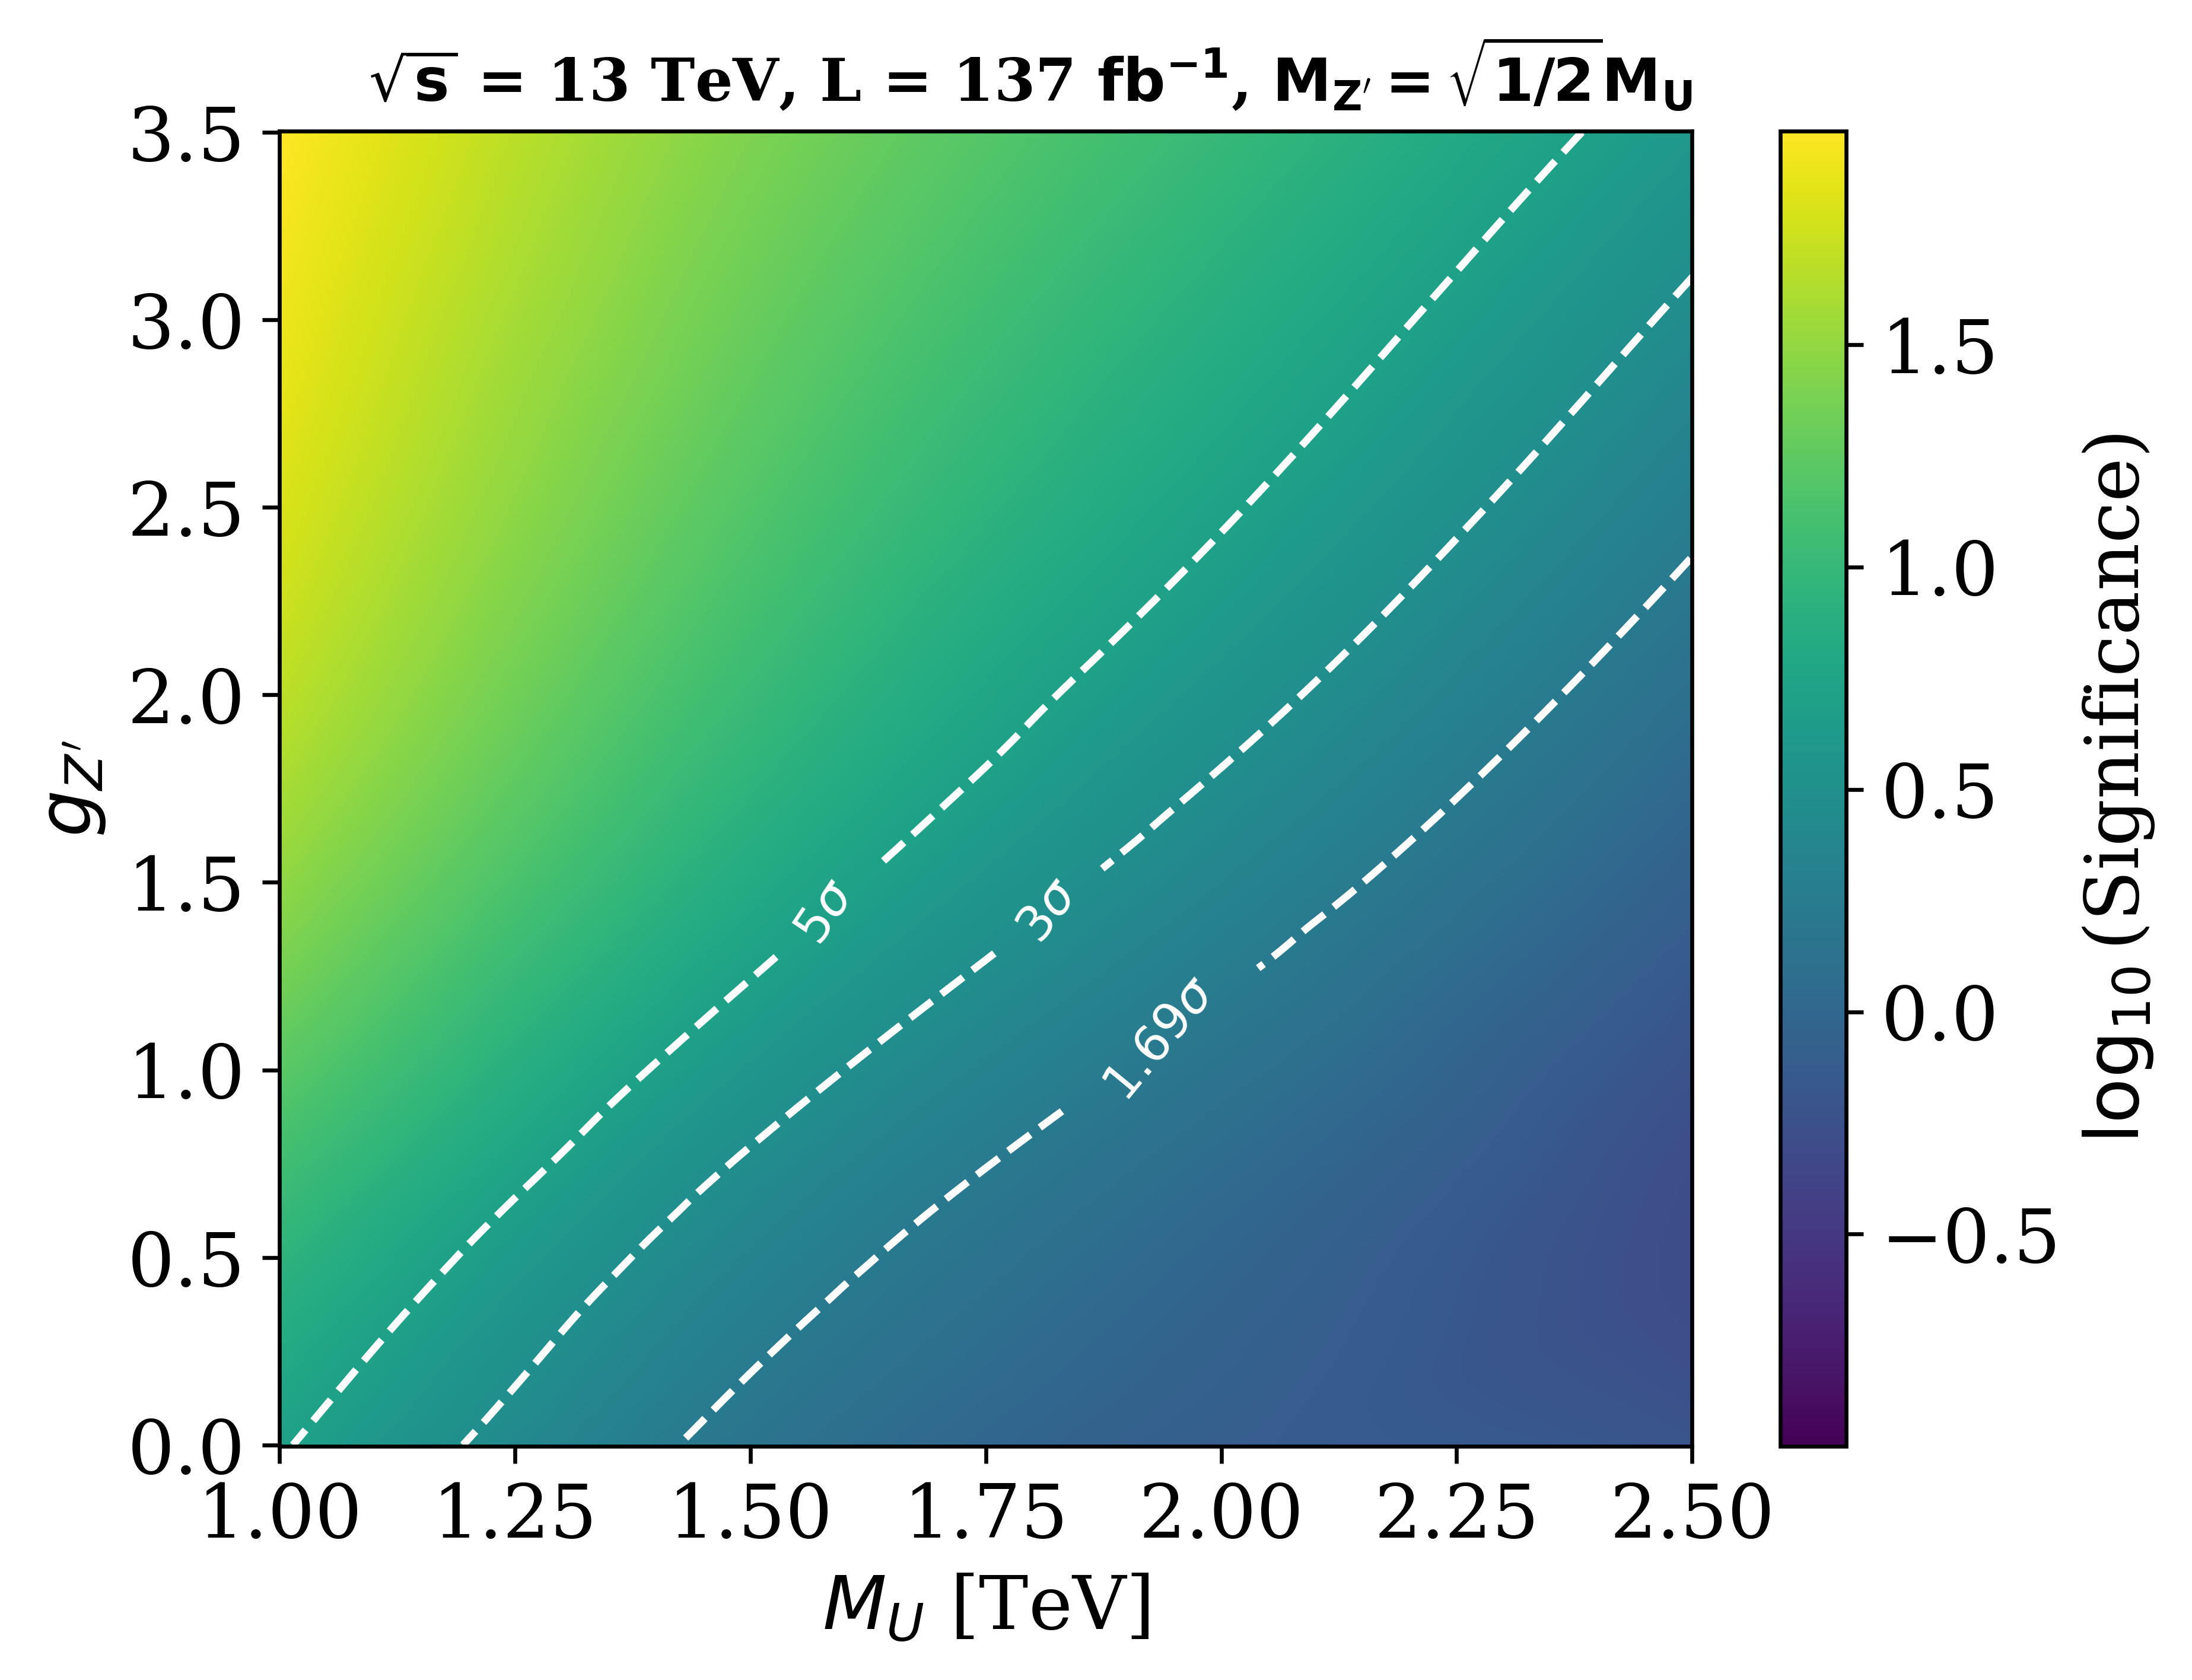 √s = 13 TeV, L = 137 fb⁻¹, M_Z′ = √1/2 M_U
3.5
3.0
2.5
2.0
1.5
1.0
0.5
0.0
g_Z′
5σ
3σ
1.69σ
1.00 1.25 1.50 1.75 2.00 2.25 2.50
M_U [TeV]
1.5
1.0
0.5
0.0
−0.5
log₁₀(Significance)